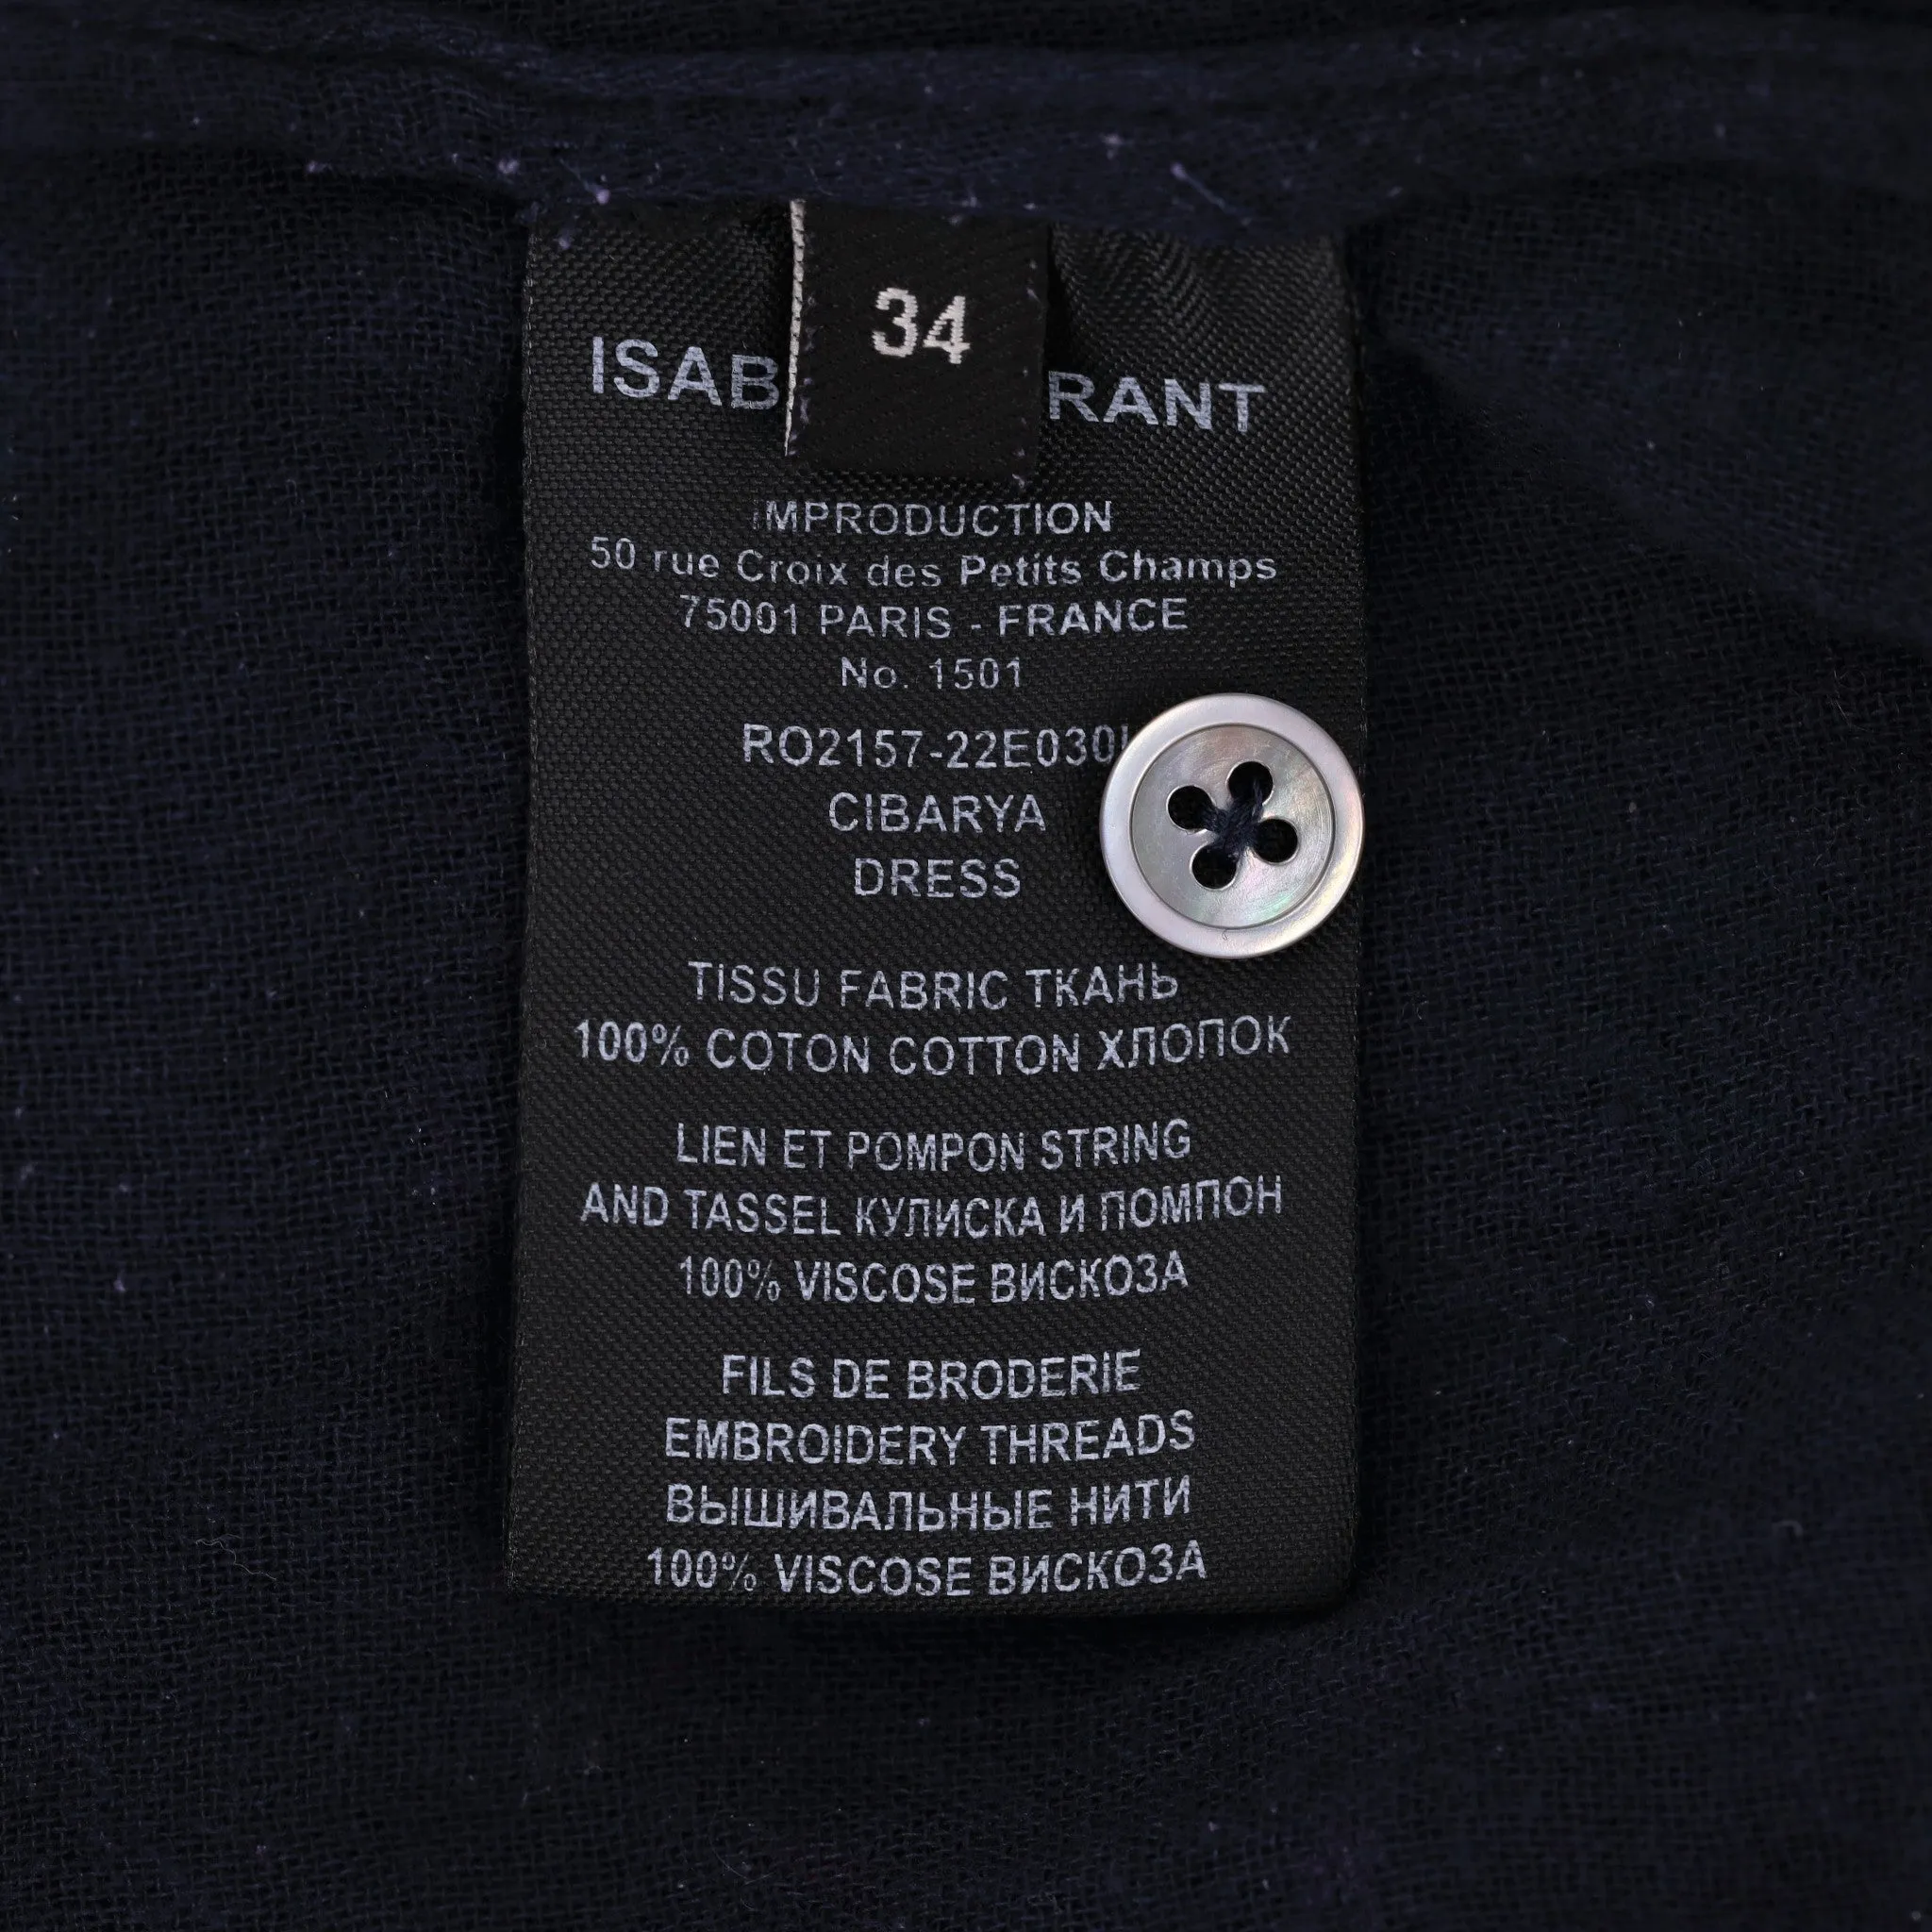 34
ISAB RANT
IMPRODUCTION
50 rue Croix des Petits Champs
75001 PARIS - FRANCE
No. 1501
RO2157-22E030
CIBARYA
DRESS
TISSU FABRIC ТКАНЬ
100% COTON COTTON ХЛОПОК
LIEN ET POMPON STRING
AND TASSEL КУЛИСКА И ПОМПОН
100% VISCOSE ВИСКОЗА
FILS DE BRODERIE
EMBROIDERY THREADS
ВЫШИВАЛЬНЫЕ НИТИ
100% VISCOSE ВИСКОЗА